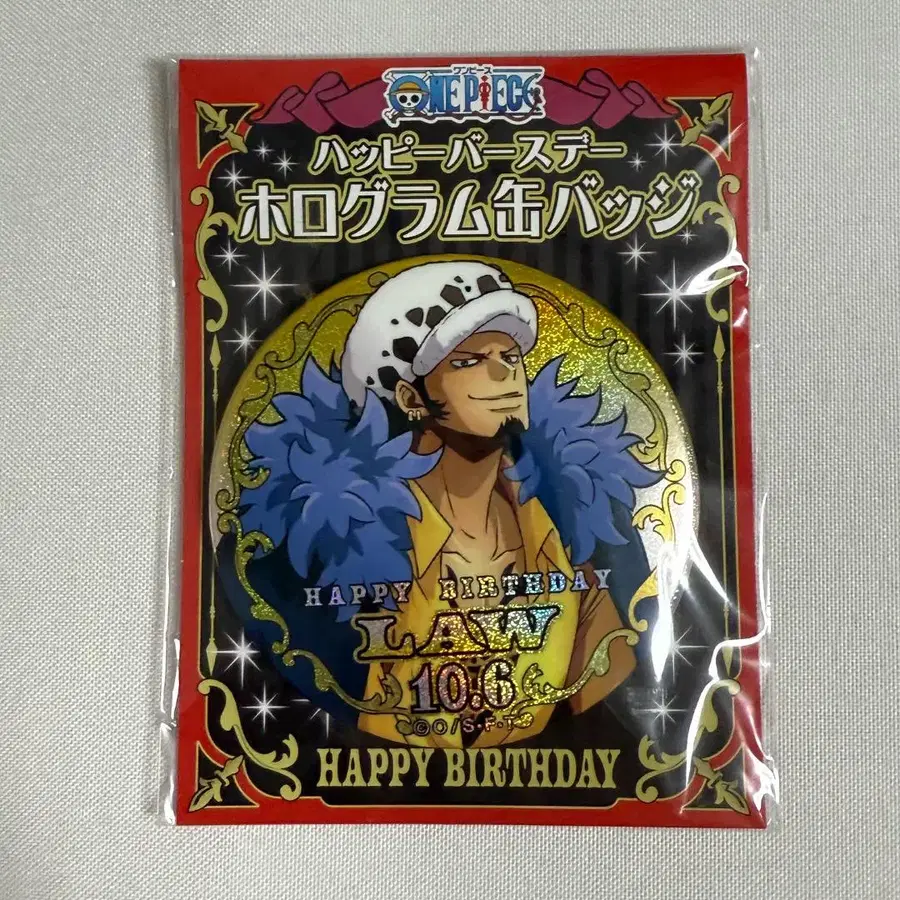 ワンピース
ONE PIECE
ハッピーバースデー
ホログラム缶バッジ
HAPPY BIRTHDAY
LAW
10.6
©O/S・F・T
HAPPY BIRTHDAY